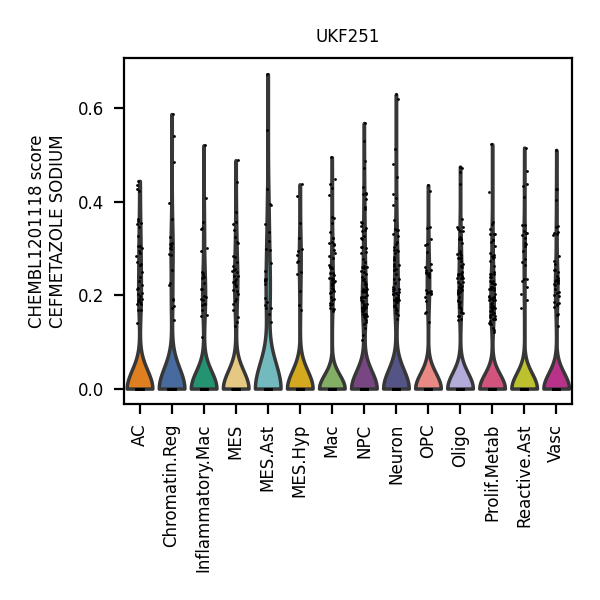 UKF251
CHEMBL1201118 score
CEFMETAZOLE SODIUM
0.6
0.4
0.2
0.0
AC
Chromatin.Reg
Inflammatory.Mac
MES
MES.Ast
MES.Hyp
Mac
NPC
Neuron
OPC
Oligo
Prolif.Metab
Reactive.Ast
Vasc